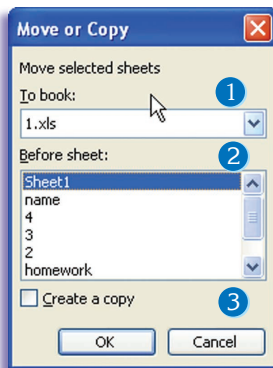 Move or Copy
Move selected sheets
To book:
1
1.xls
Before sheet:
2
Sheet1
name
4
3
2
homework
Create a copy
3
OK
Cancel